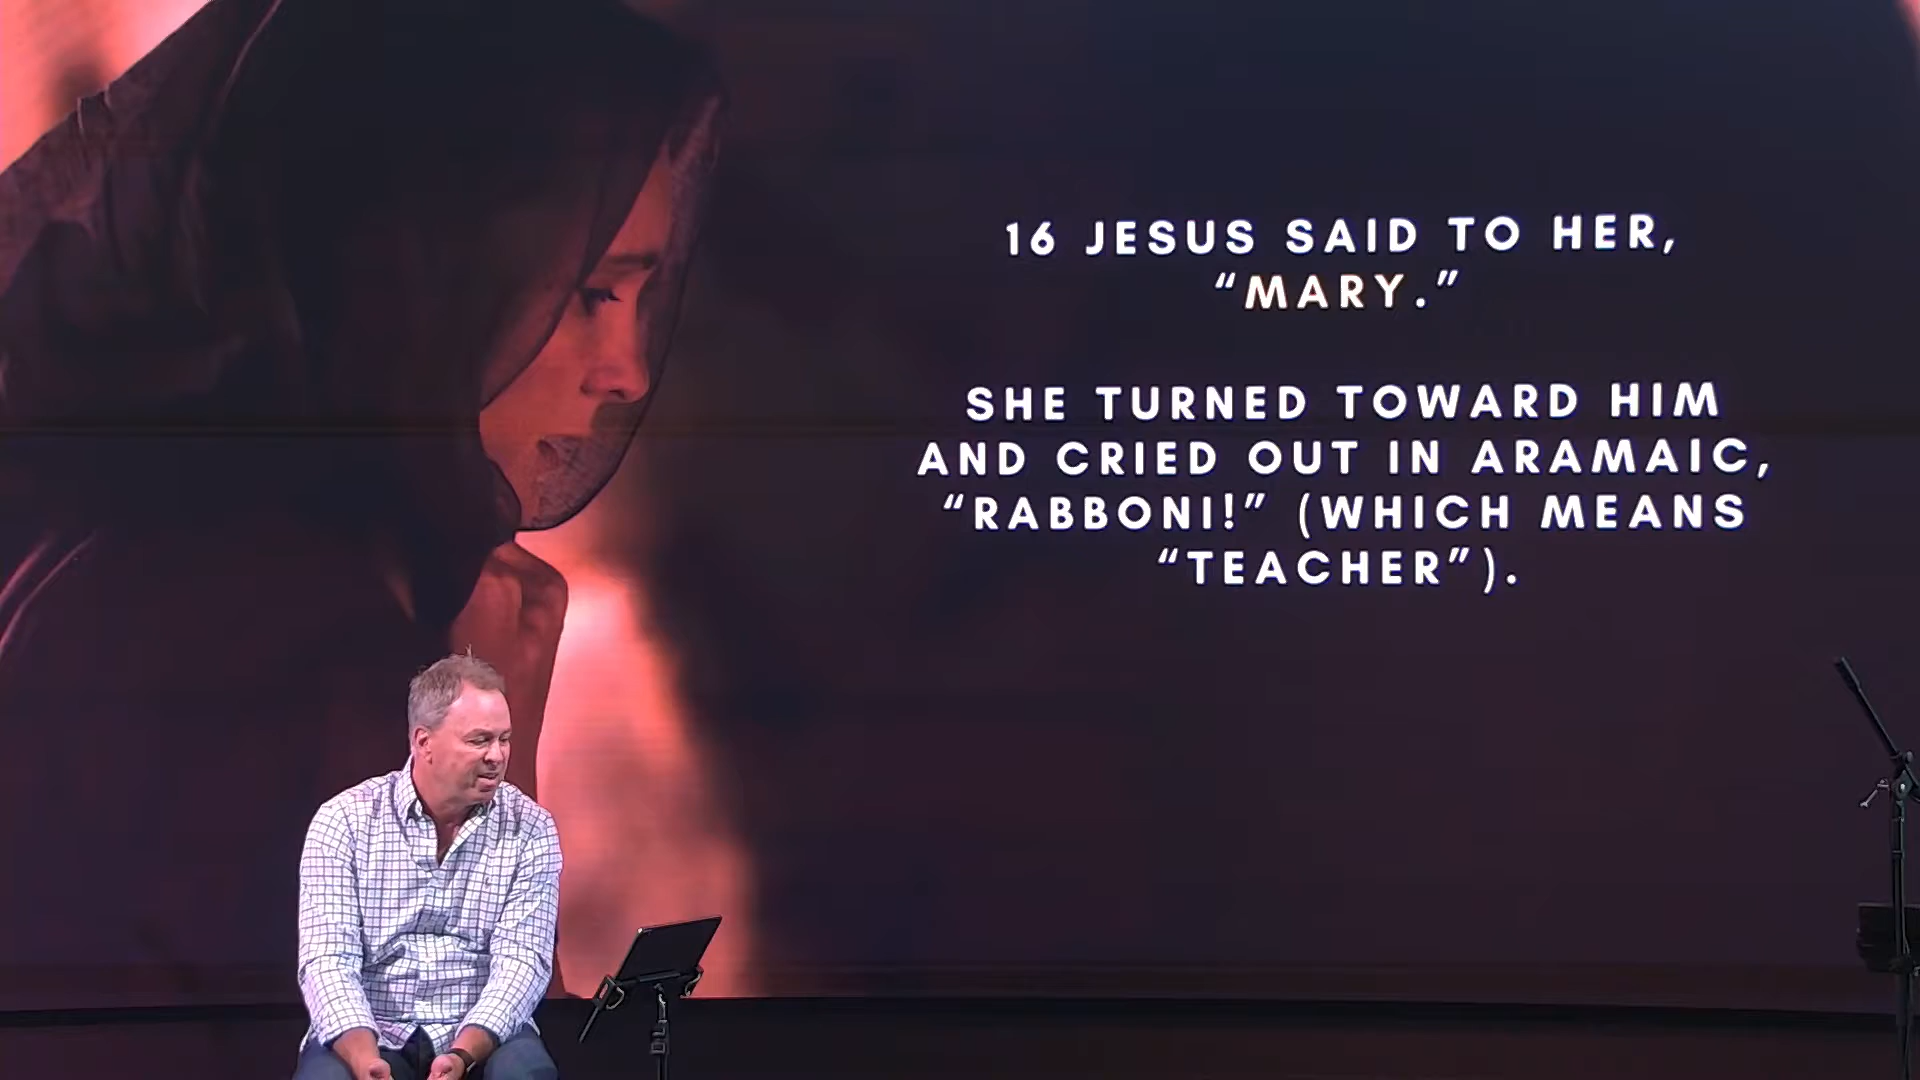 16 JESUS SAID TO HER,
“MARY.”
SHE TURNED TOWARD HIM
AND CRIED OUT IN ARAMAIC,
“RABBONI!” (WHICH MEANS
“TEACHER”).